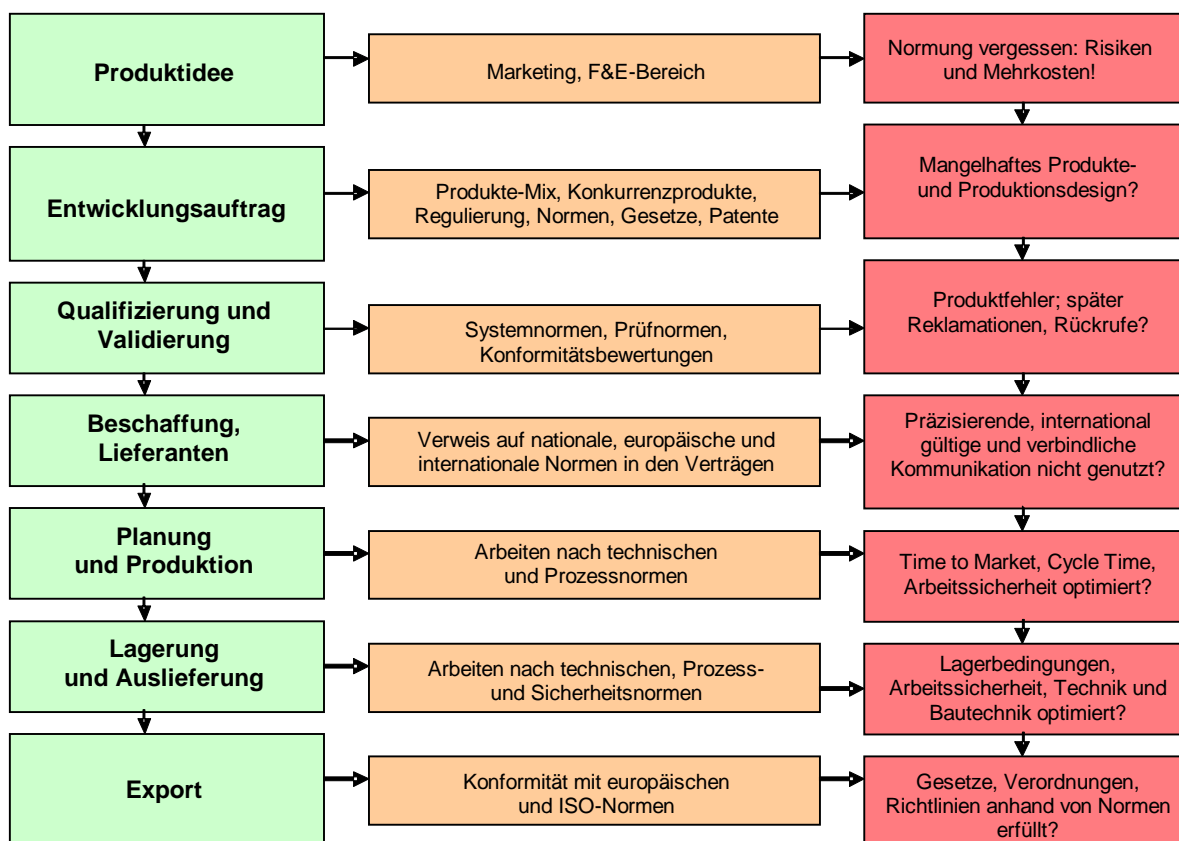 Produktidee
Marketing, F&E-Bereich
Normung vergessen: Risiken
und Mehrkosten!
Entwicklungsauftrag
Produkte-Mix, Konkurrenzprodukte,
Regulierung, Normen, Gesetze, Patente
Mangelhaftes Produkte-
und Produktionsdesign?
Qualifizierung und
Validierung
Systemnormen, Prüfnormen,
Konformitätsbewertungen
Produktfehler; später
Reklamationen, Rückrufe?
Beschaffung,
Lieferanten
Verweis auf nationale, europäische und
internationale Normen in den Verträgen
Präzisierende, international
gültige und verbindliche
Kommunikation nicht genutzt?
Planung
und Produktion
Arbeiten nach technischen
und Prozessnormen
Time to Market, Cycle Time,
Arbeitssicherheit optimiert?
Lagerung
und Auslieferung
Arbeiten nach technischen, Prozess-
und Sicherheitsnormen
Lagerbedingungen,
Arbeitssicherheit, Technik und
Bautechnik optimiert?
Export
Konformität mit europäischen
und ISO-Normen
Gesetze, Verordnungen,
Richtlinien anhand von Normen
erfüllt?